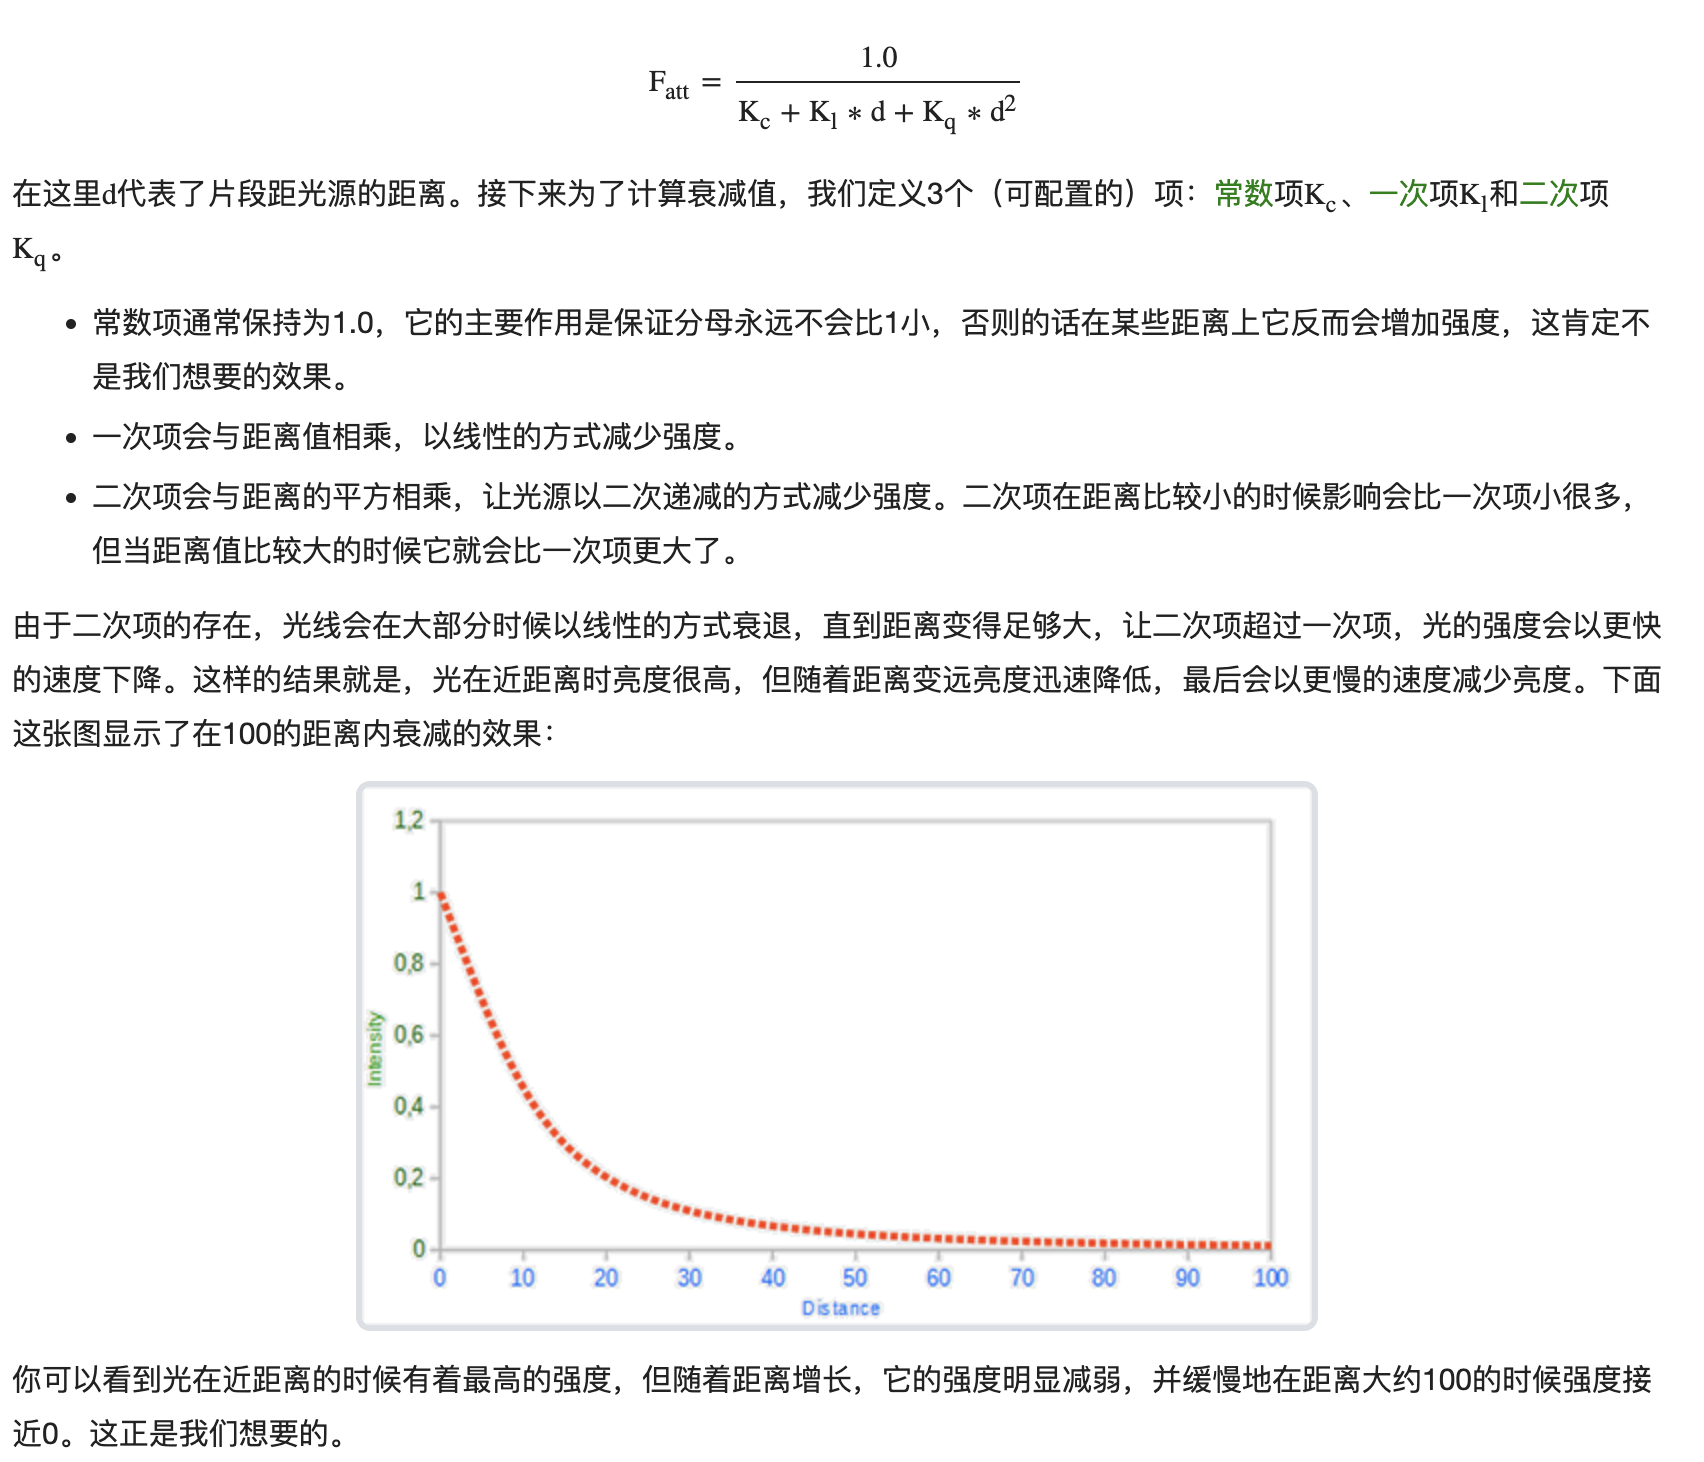 F_att = 1.0 / (K_c + K_l * d + K_q * d²)
在这里d代表了片段距光源的距离。接下来为了计算衰减值，我们定义3个（可配置的）项：常数项K_c、一次项K_l和二次项
K_q。
• 常数项通常保持为1.0，它的主要作用是保证分母永远不会比1小，否则的话在某些距离上它反而会增加强度，这肯定不
是我们想要的效果。
• 一次项会与距离值相乘，以线性的方式减少强度。
• 二次项会与距离的平方相乘，让光源以二次递减的方式减少强度。二次项在距离比较小的时候影响会比一次项小很多，
但当距离值比较大的时候它就会比一次项更大了。
由于二次项的存在，光线会在大部分时候以线性的方式衰退，直到距离变得足够大，让二次项超过一次项，光的强度会以更快
的速度下降。这样的结果就是，光在近距离时亮度很高，但随着距离变远亮度迅速降低，最后会以更慢的速度减少亮度。下面
这张图显示了在100的距离内衰减的效果：
1,2
1
0,8
0,6
0,4
0,2
0
Intensity
0 10 20 30 40 50 60 70 80 90 100
Distance
你可以看到光在近距离的时候有着最高的强度，但随着距离增长，它的强度明显减弱，并缓慢地在距离大约100的时候强度接
近0。这正是我们想要的。